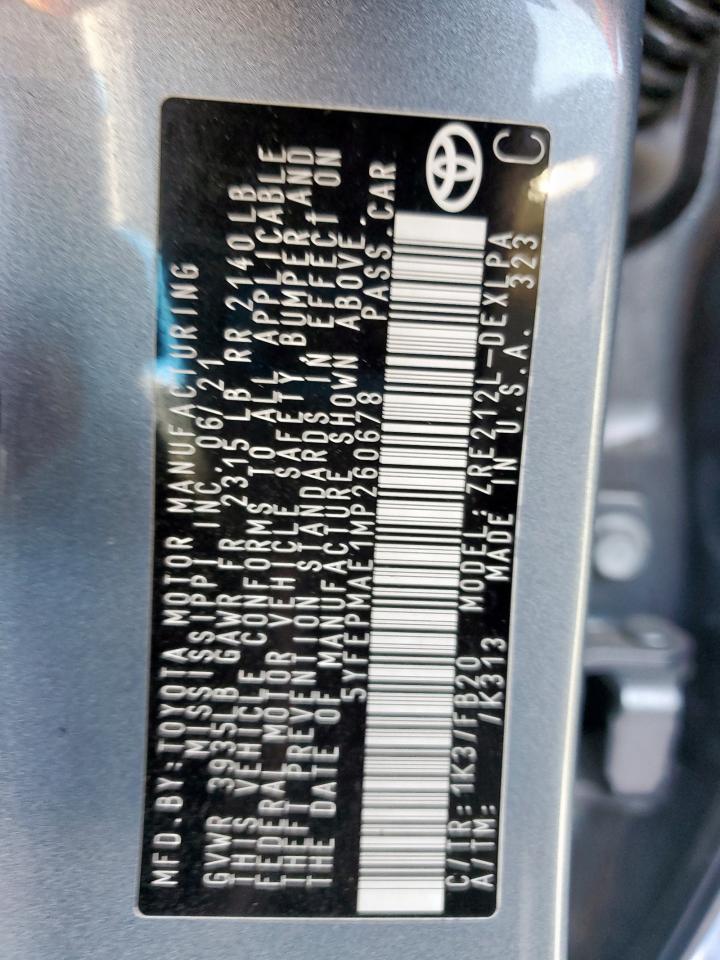 MFD.BY:TOYOTA MOTOR MANUFACTURING
MISSISSIPPI INC. 06/21
GVWR 3935LB GAWR FR 2315 LB RR 2140LB
THIS VEHICLE CONFORMS TO ALL APPLICABLE
FEDERAL MOTOR VEHICLE SAFETY, BUMPER AND
THEFT PREVENTION STANDARDS IN EFFECT ON
THE DATE OF MANUFACTURE SHOWN ABOVE.
5YFEPMAE1MP260678 PASS.CAR
C/TR: 1K3/FB20 MODEL: ZRE212L-DEXLPA
A/TM: /K313 MADE IN U.S.A. 323
C